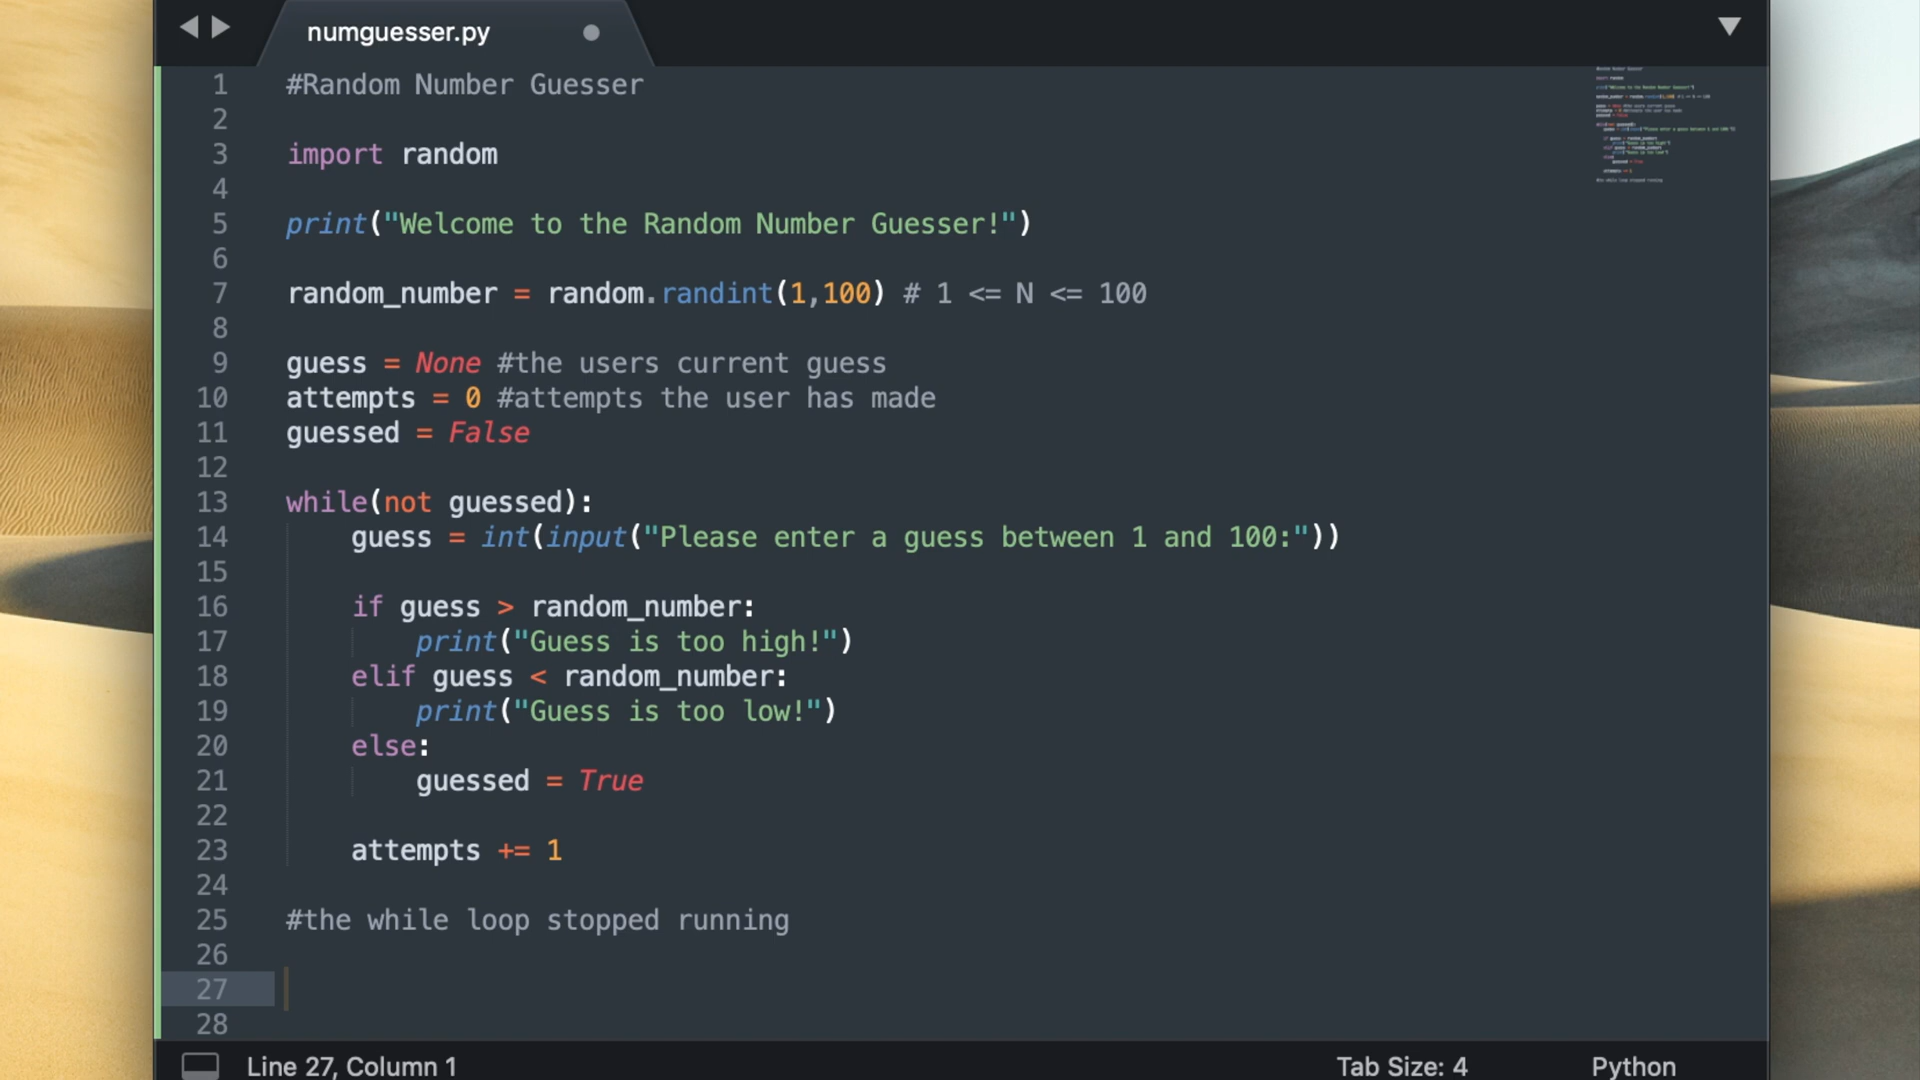 numguesser.py
1 #Random Number Guesser
2
3 import random
4
5 print("Welcome to the Random Number Guesser!")
6
7 random_number = random.randint(1,100) # 1 <= N <= 100
8
9 guess = None #the users current guess
10 attempts = 0 #attempts the user has made
11 guessed = False
12
13 while(not guessed):
14     guess = int(input("Please enter a guess between 1 and 100:"))
15
16     if guess > random_number:
17         print("Guess is too high!")
18     elif guess < random_number:
19         print("Guess is too low!")
20     else:
21         guessed = True
22
23     attempts += 1
24
25 #the while loop stopped running
26
27
28
Line 27, Column 1 Tab Size: 4 Python